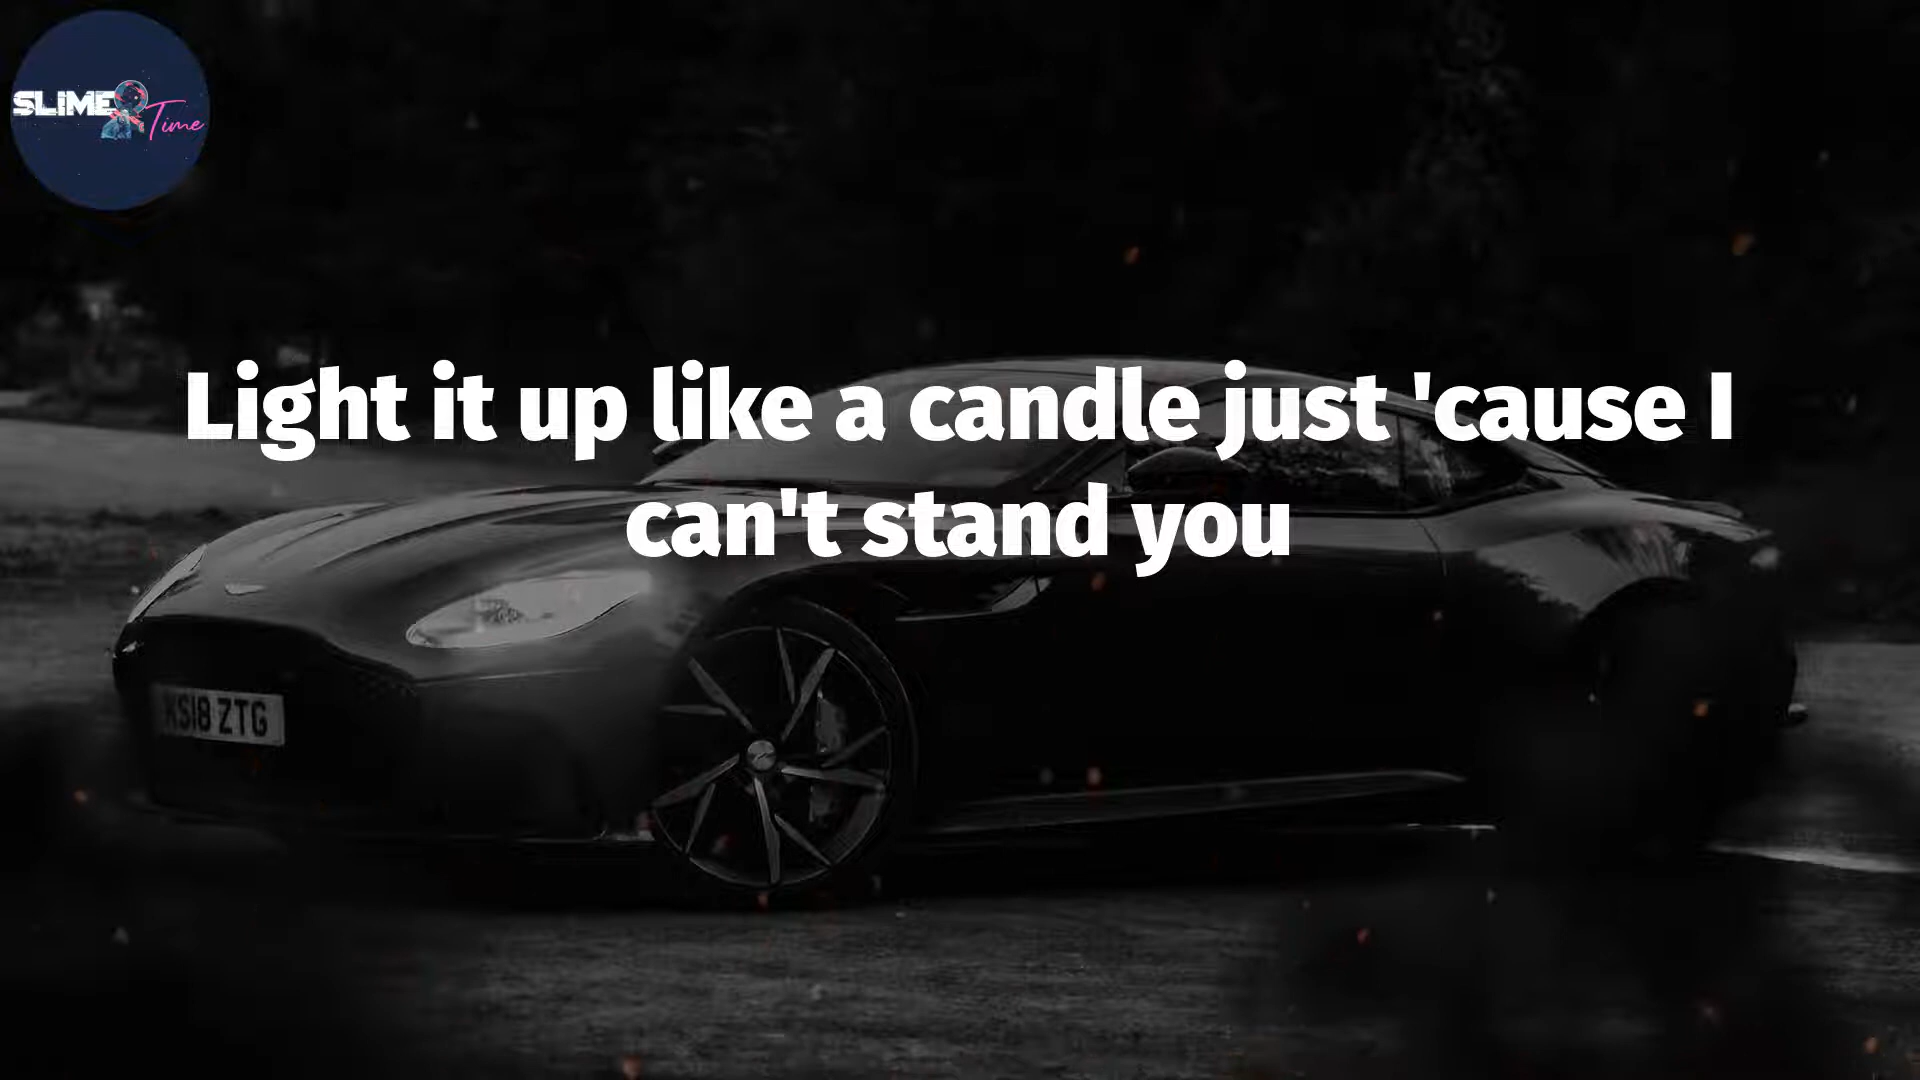 SLIME
Time
Light it up like a candle just 'cause I
can't stand you
KS18 ZTG